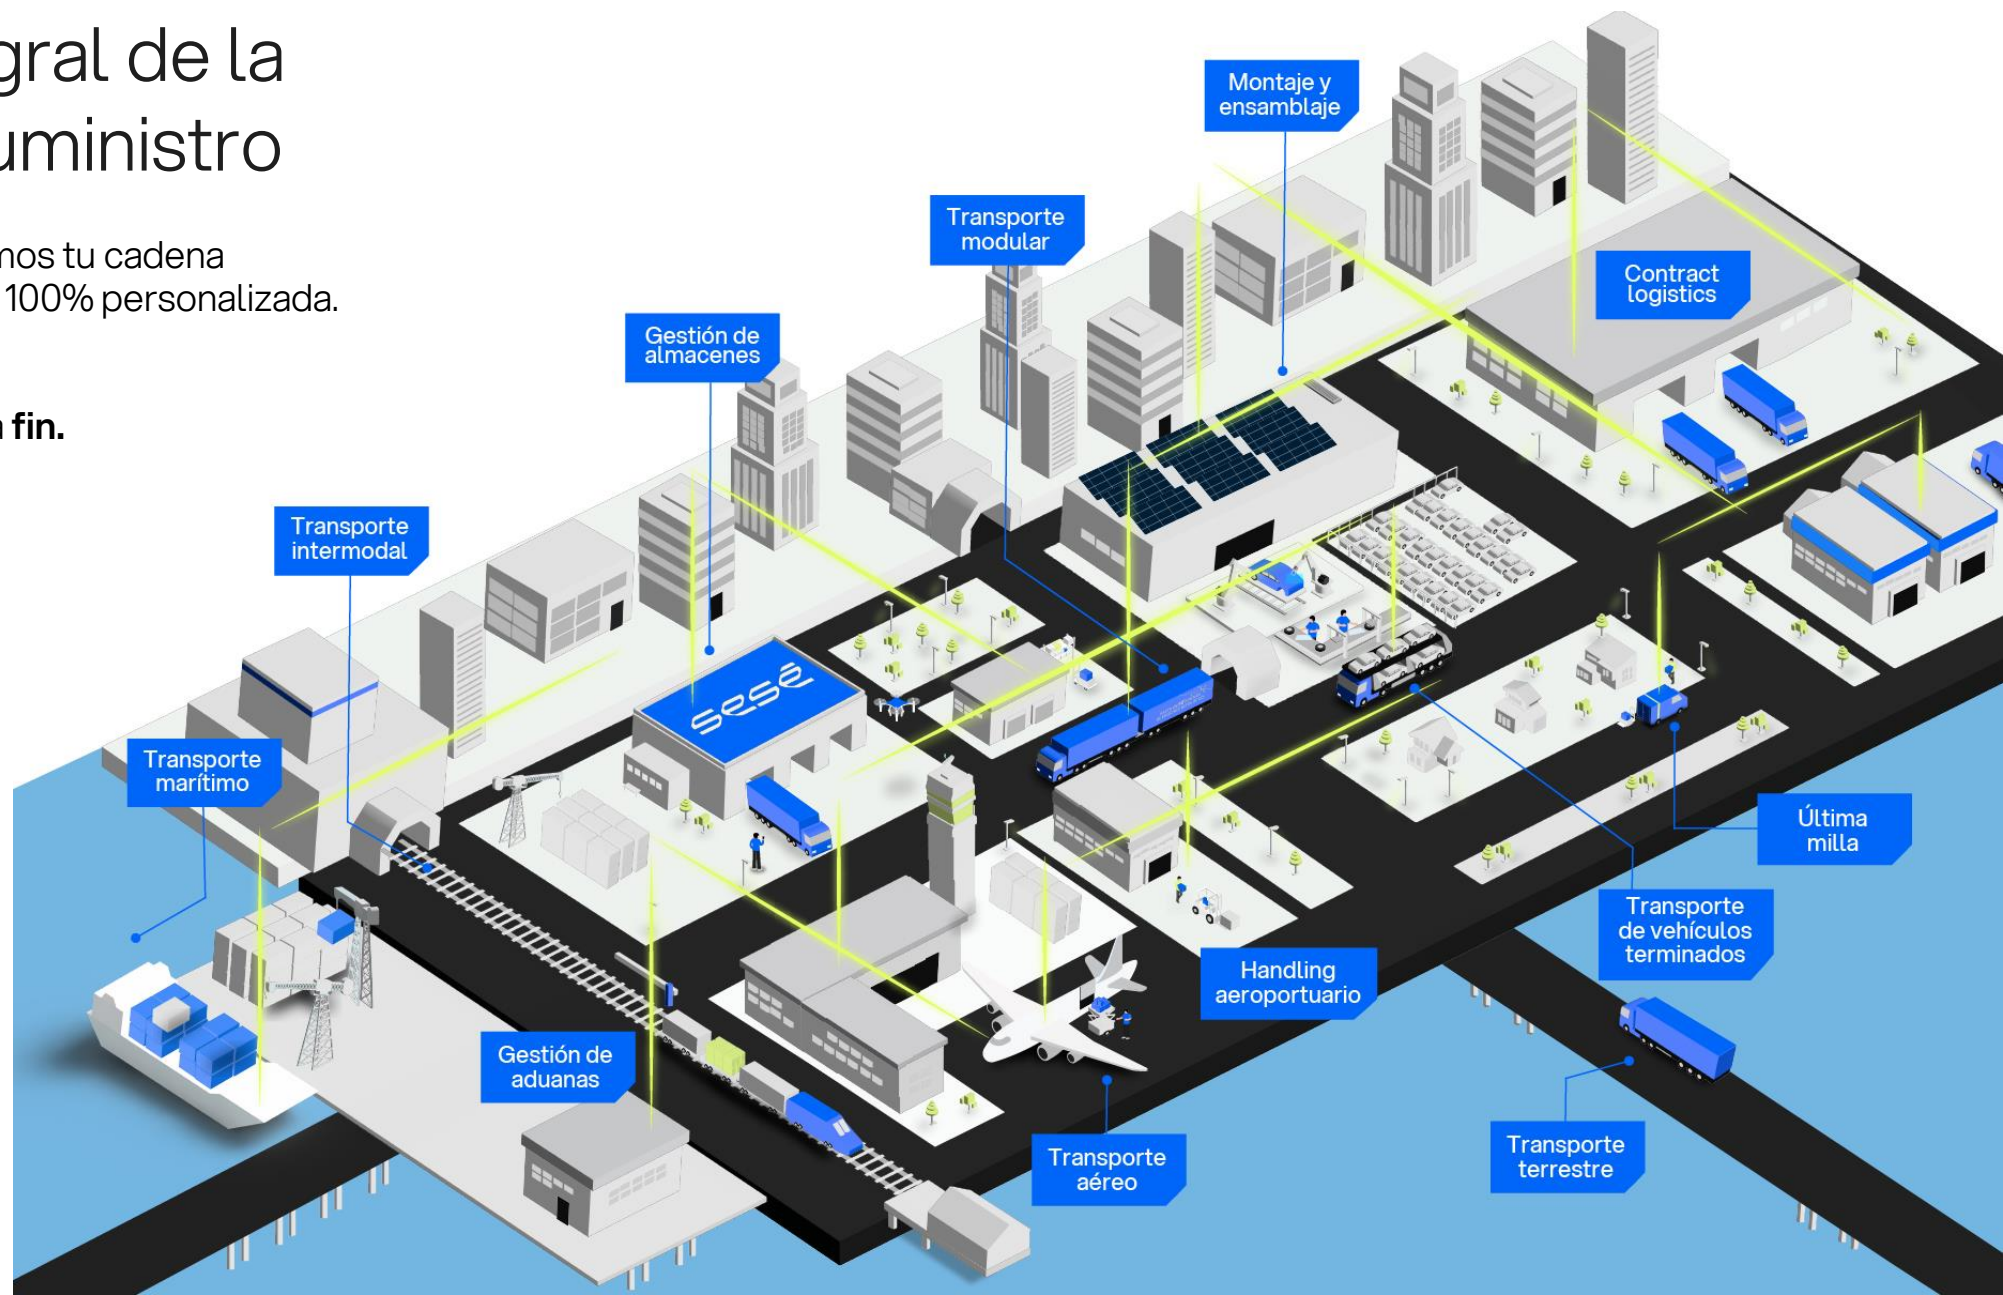 gral de la
uministro
mos tu cadena
100% personalizada.
a fin.
Montaje y
ensamblaje
Transporte
modular
Contract
logistics
Gestión de
almacenes
Transporte
intermodal
sesé
Transporte
marítimo
Última
milla
Transporte
de vehículos
terminados
Handling
aeroportuario
Gestión de
aduanas
Transporte
aéreo
Transporte
terrestre